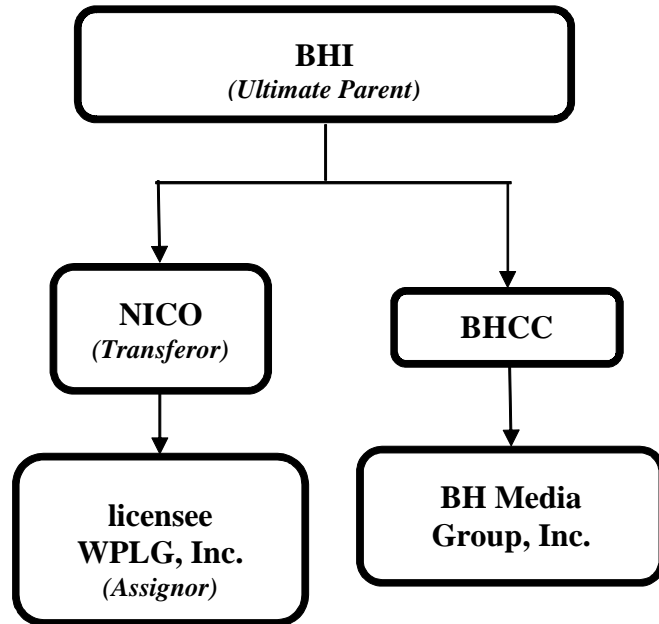 BHI
(Ultimate Parent)
NICO
(Transferor)
BHCC
licensee
WPLG, Inc.
(Assignor)
BH Media
Group, Inc.